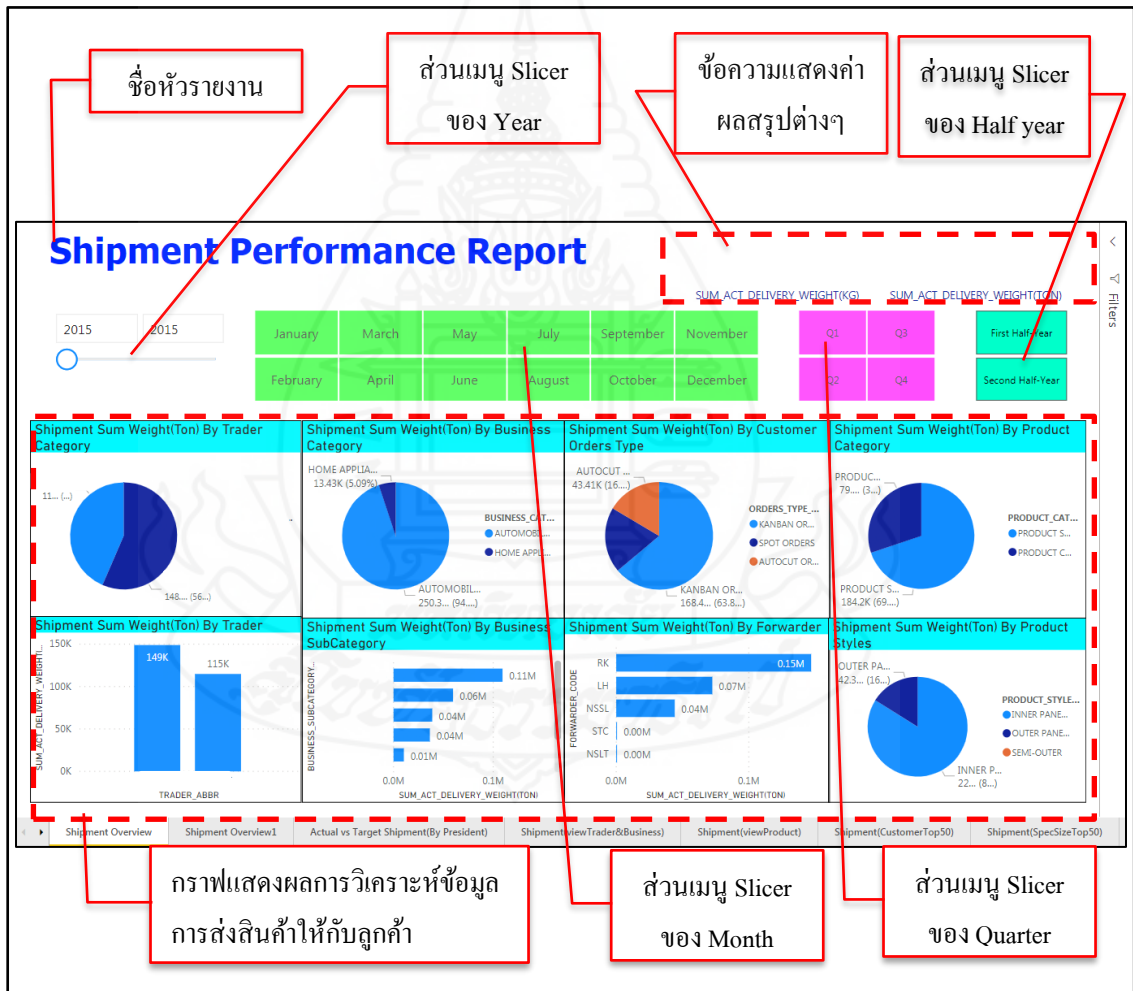 ชื่อหัวรายงาน
ส่วนเมนู Slicer
ของ Year
ข้อความแสดงค่า
ผลสรุปต่างๆ
ส่วนเมนู Slicer
ของ Half year
Shipment Performance Report
SUM_ACT_DELIVERY_WEIGHT(KG)
SUM_ACT_DELIVERY_WEIGHT(TON)
Filters
2015
2015
January
March
May
July
September
November
February
April
June
August
October
December
Q1
Q3
Q2
Q4
First Half-Year
Second Half-Year
Shipment Sum Weight(Ton) By Trader
Category
11... (...)
148.... (56...
Shipment Sum Weight(Ton) By Business
Category
HOME APPLIA...
13.43K (5.09%)
AUTOMOBIL...
250.3... (94....)
BUSINESS_CAT...
AUTOMOBIL...
HOME APPLI...
Shipment Sum Weight(Ton) By Customer
Orders Type
AUTOCUT ...
43.41K (16....)
KANBAN OR...
168.4... (63.8...
ORDERS_TYPE_...
KANBAN OR...
SPOT ORDERS
AUTOCUT OR...
Shipment Sum Weight(Ton) By Product
Category
PRODUC...
79.... (3...)
PRODUCT S...
184.2K (69....)
PRODUCT_CAT...
PRODUCT S...
PRODUCT C...
Shipment Sum Weight(Ton) By Trader
SUM_ACT_DELIVERY_WEIGHT(...
150K
100K
50K
0K
149K
115K
TRADER_ABBR
Shipment Sum Weight(Ton) By Business
SubCategory
BUSINESS_SUBCATEGORY...
0.11M
0.06M
0.04M
0.04M
0.01M
0.0M
0.1M
SUM_ACT_DELIVERY_WEIGHT(TON)
Shipment Sum Weight(Ton) By Forwarder
FORWARDER_CODE
RK
0.15M
LH
0.07M
NSSL
0.04M
STC
0.00M
NSLT
0.00M
0.0M
0.1M
SUM_ACT_DELIVERY_WEIGHT(TON)
Shipment Sum Weight(Ton) By Product
Styles
OUTER PA...
42.3... (16...)
INNER P...
22... (8...)
PRODUCT_STYLE...
INNER PANE...
OUTER PANE...
SEMI-OUTER
Shipment Overview
Shipment Overview1
Actual vs Target Shipment(By President)
Shipment(viewTrader&Business)
Shipment(viewProduct)
Shipment(CustomerTop50)
Shipment(SpecSizeTop50)
กราฟแสดงผลการวิเคราะห์ข้อมูล
การส่งสินค้าให้กับลูกค้า
ส่วนเมนู Slicer
ของ Month
ส่วนเมนู Slicer
ของ Quarter